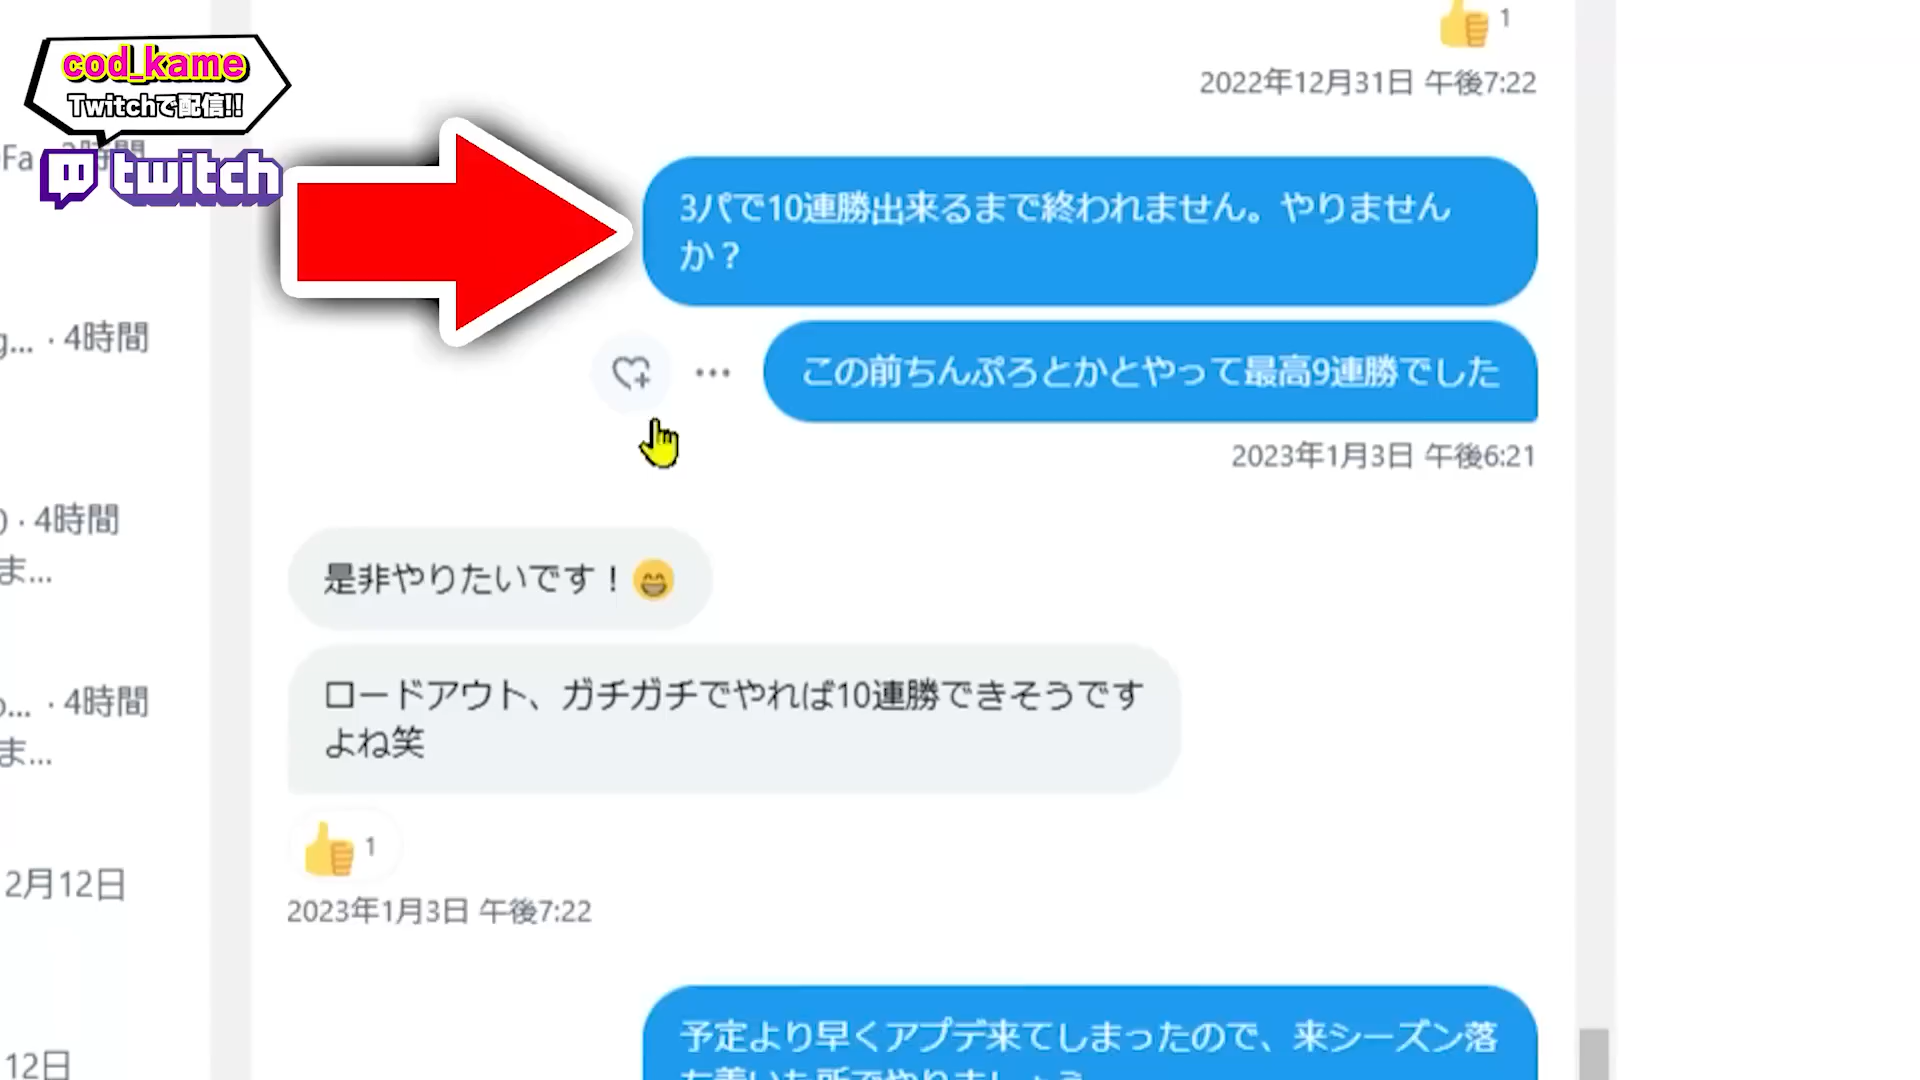 cod_kame
Twitchで配信!!
twitch
Fa
2時間
g... · 4時間
· 4時間
ま...
... · 4時間
ま...
2月12日
12日
1
2022年12月31日 午後7:22
3パで10連勝出来るまで終われません。やりません
か？
この前ちんぷろとかとやって最高9連勝でした
2023年1月3日 午後6:21
是非やりたいです！😄
ロードアウト、ガチガチでやれば10連勝できそうです
よね笑
👍 1
2023年1月3日 午後7:22
予定より早くアプデ来てしまったので、来シーズン落